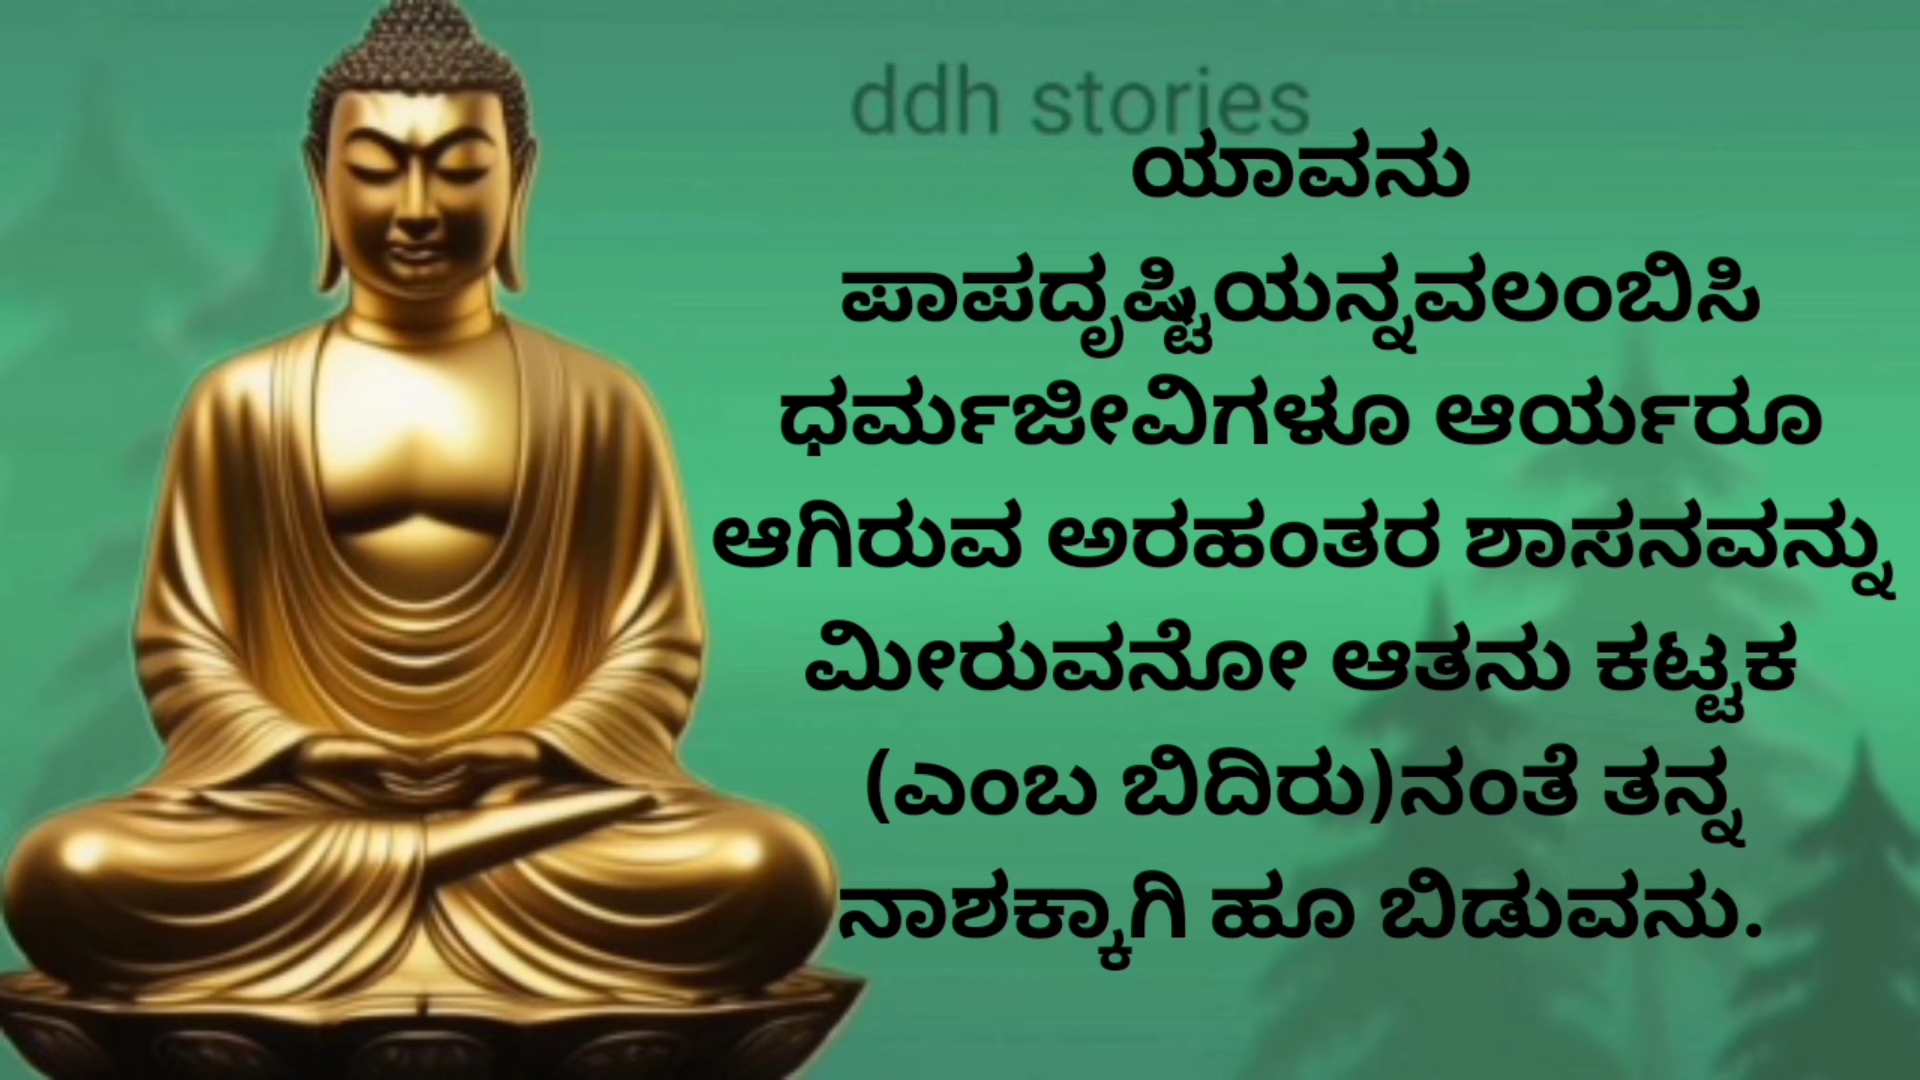 ddh stories
ಯಾವನು
ಪಾಪದೃಷ್ಟಿಯನ್ನವಲಂಬಿಸಿ
ಧರ್ಮಜೀವಿಗಳೂ ಆರ್ಯರೂ
ಆಗಿರುವ ಅರಹಂತರ ಶಾಸನವನ್ನು
ಮೀರುವನೋ ಆತನು ಕಟ್ಟಕ
(ಎಂಬ ಬಿದಿರು)ನಂತೆ ತನ್ನ
ನಾಶಕ್ಕಾಗಿ ಹೂ ಬಿಡುವನು.